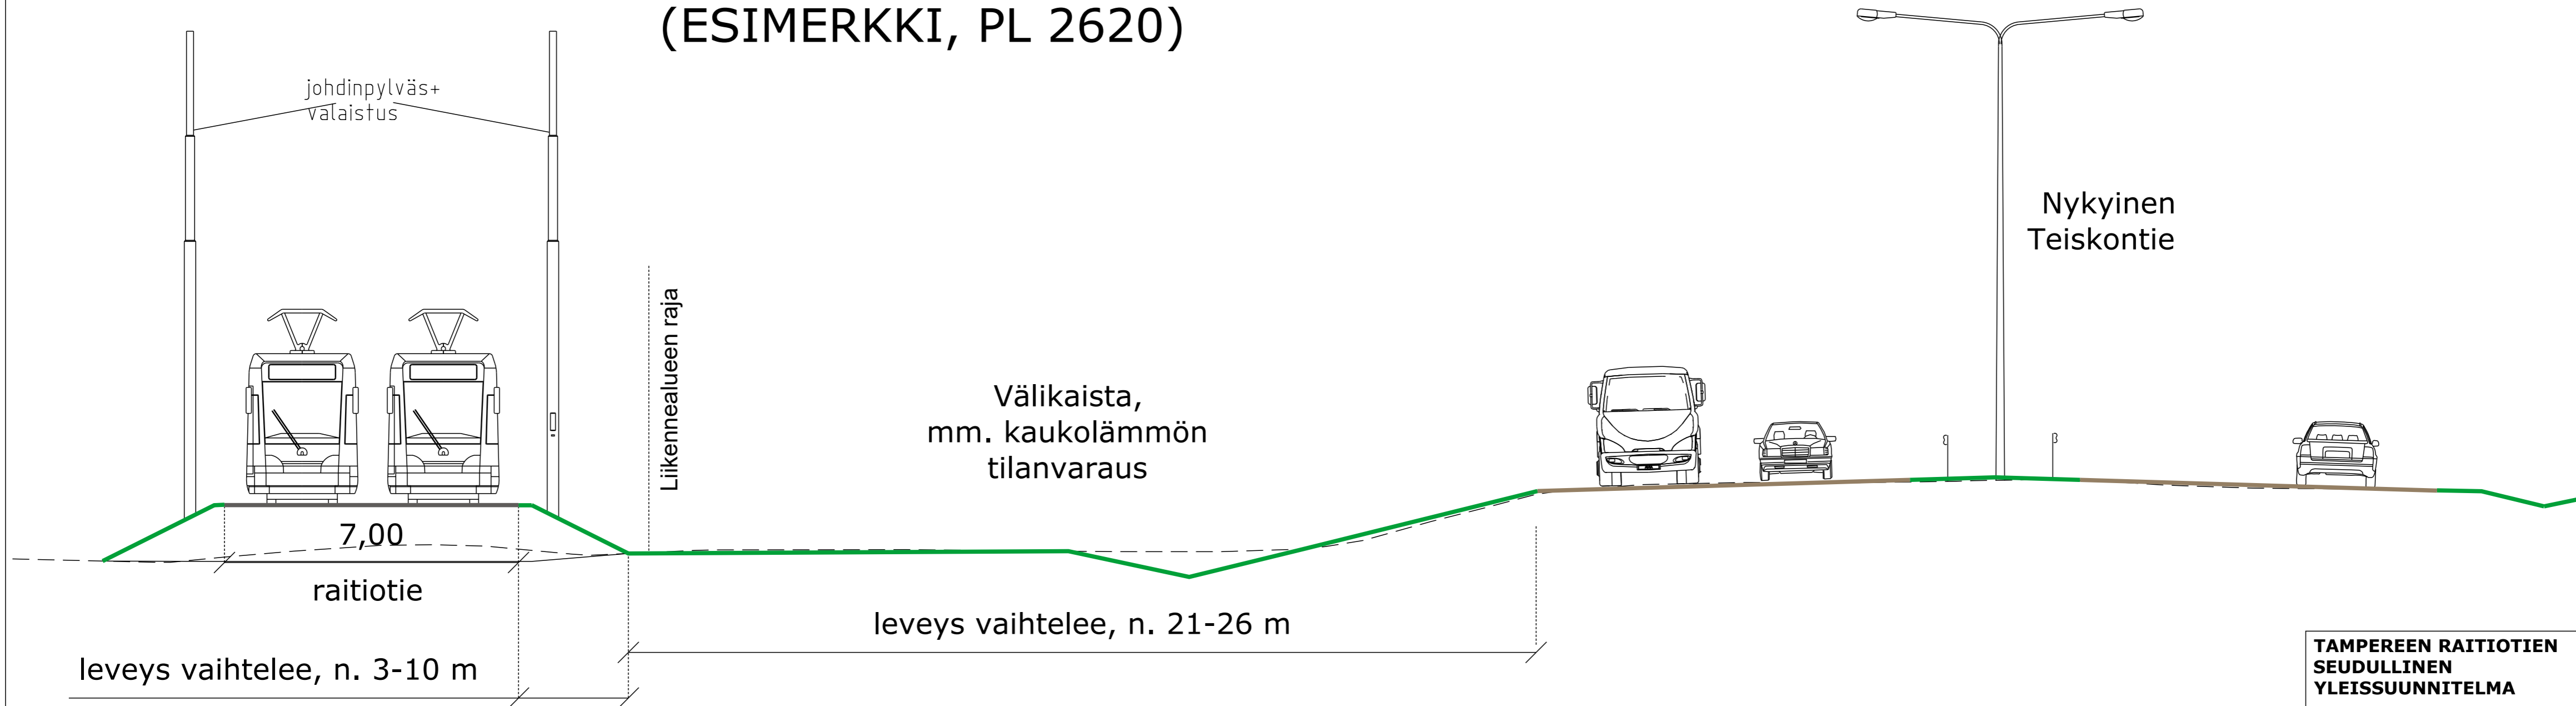 (ESIMERKKI, PL 2620)
johdinpylväs+
valaistus
Nykyinen
Teiskontie
Liikennealueen raja
Välikaista,
mm. kaukolämmön
tilanvaraus
7,00
raitiotie
leveys vaihtelee, n. 21-26 m
leveys vaihtelee, n. 3-10 m
TAMPEREEN RAITIOTIEN
SEUDULLINEN
YLEISSUUNNITELMA